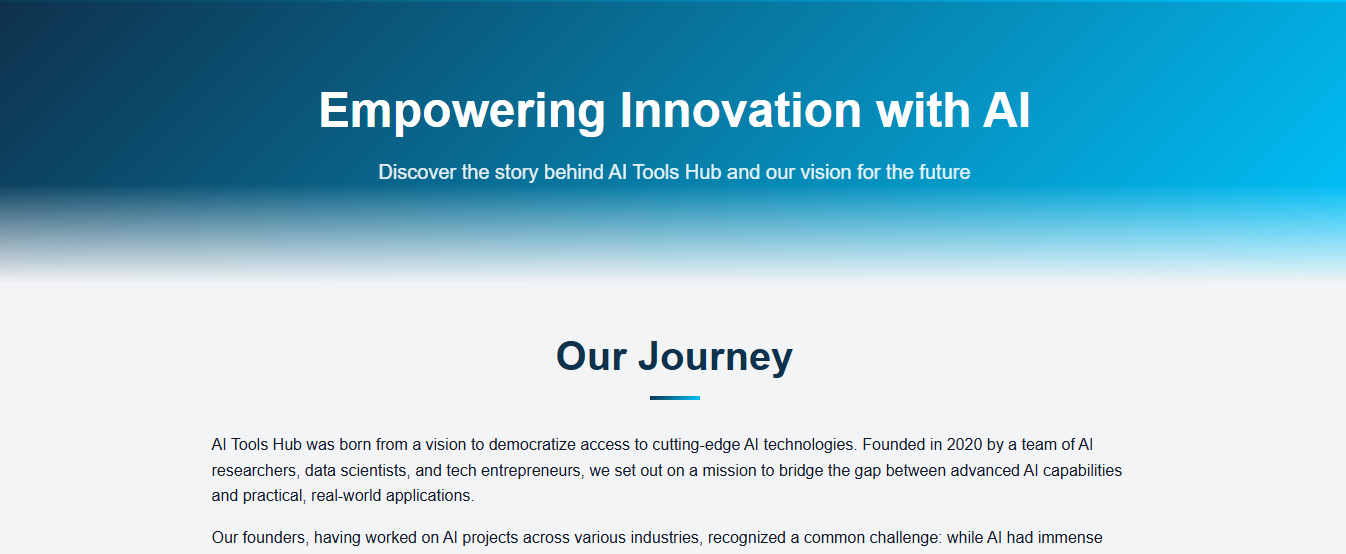 Empowering Innovation with AI
Discover the story behind AI Tools Hub and our vision for the future
Our Journey
AI Tools Hub was born from a vision to democratize access to cutting-edge AI technologies. Founded in 2020 by a team of AI
researchers, data scientists, and tech entrepreneurs, we set out on a mission to bridge the gap between advanced AI capabilities
and practical, real-world applications.
Our founders, having worked on AI projects across various industries, recognized a common challenge: while AI had immense